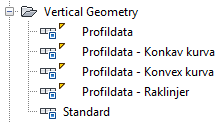 Vertical Geometry
Profildata
Profildata - Konkav kurva
Profildata - Konvex kurva
Profildata - Raklinjer
Standard